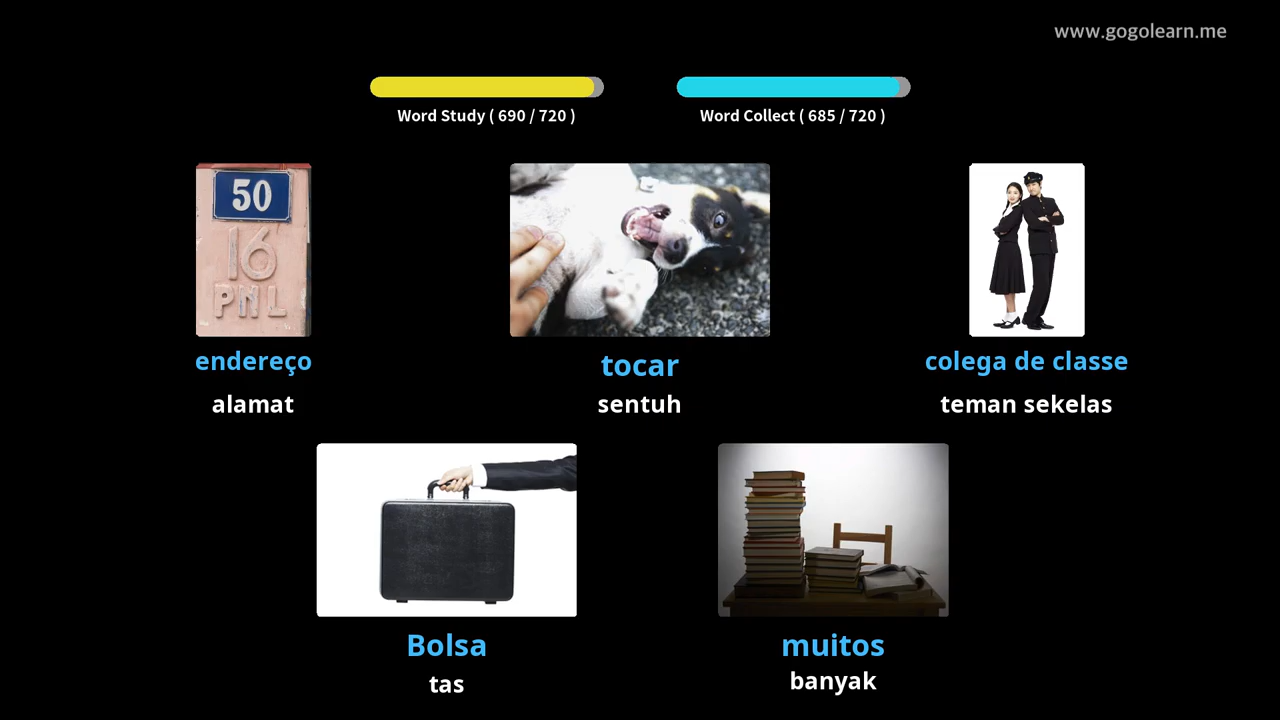 www.gogolearn.me
Word Study ( 690 / 720 )
Word Collect ( 685 / 720 )
50
16
PNL
endereço
tocar
colega de classe
alamat
sentuh
teman sekelas
Bolsa
muitos
tas
banyak